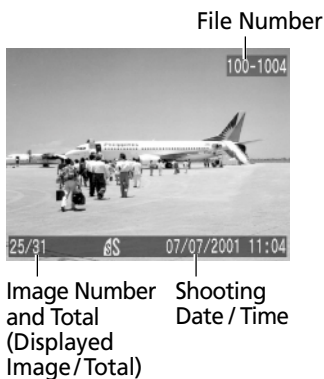 File Number
100-1004
25/31 S 07/07/2001 11:04
Image Number
and Total
(Displayed
Image/Total)
Shooting
Date/Time